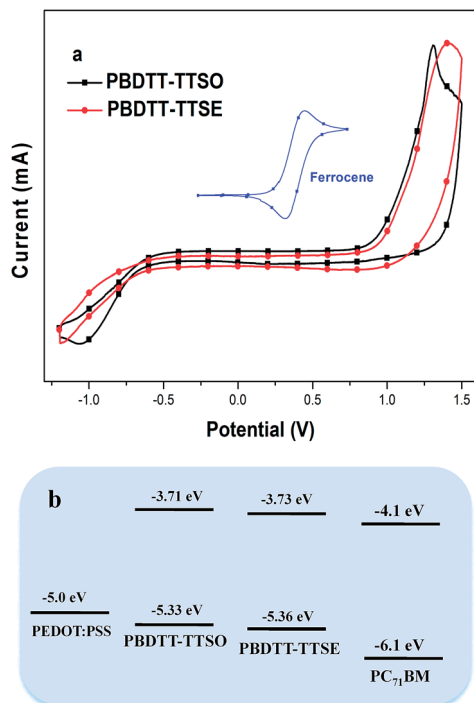 a
PBDTT-TTSO
PBDTT-TTSE
Ferrocene
Current (mA)
-1.0 -0.5 0.0 0.5 1.0 1.5
Potential (V)
b
-3.71 eV -3.73 eV -4.1 eV
-5.0 eV -5.33 eV -5.36 eV -6.1 eV
PEDOT:PSS PBDTT-TTSO PBDTT-TTSE PC₇₁BM